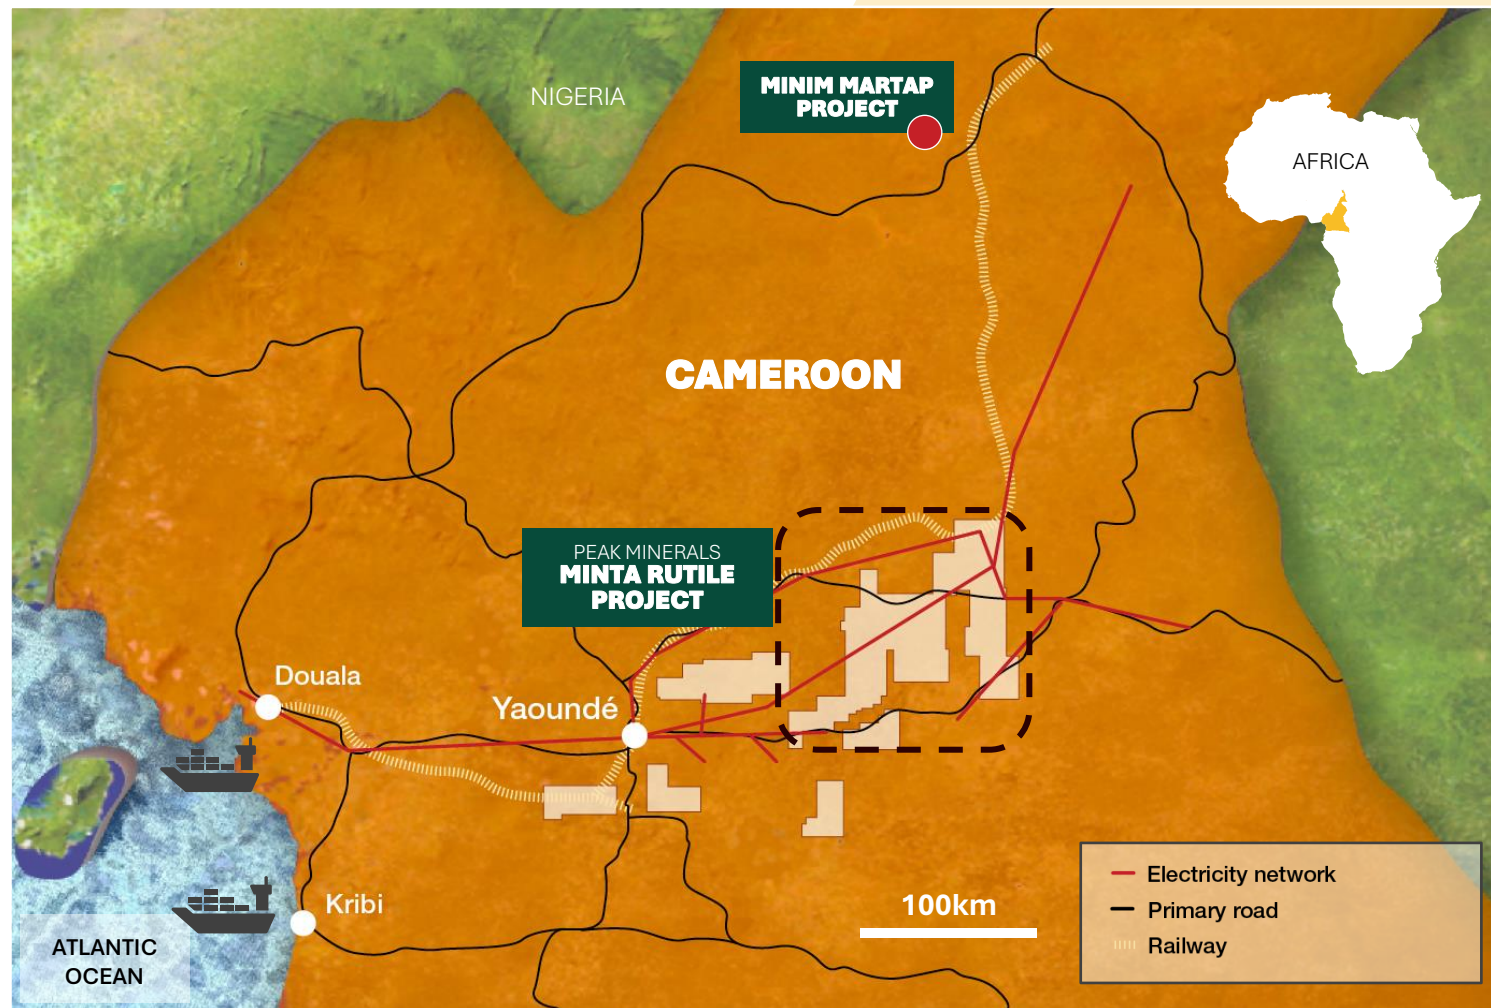 NIGERIA
MINIM MARTAP
PROJECT
AFRICA
CAMEROON
PEAK MINERALS
MINTA RUTILE
PROJECT
Douala
Yaoundé
Kribi
ATLANTIC
OCEAN
100km
Electricity network
Primary road
Railway